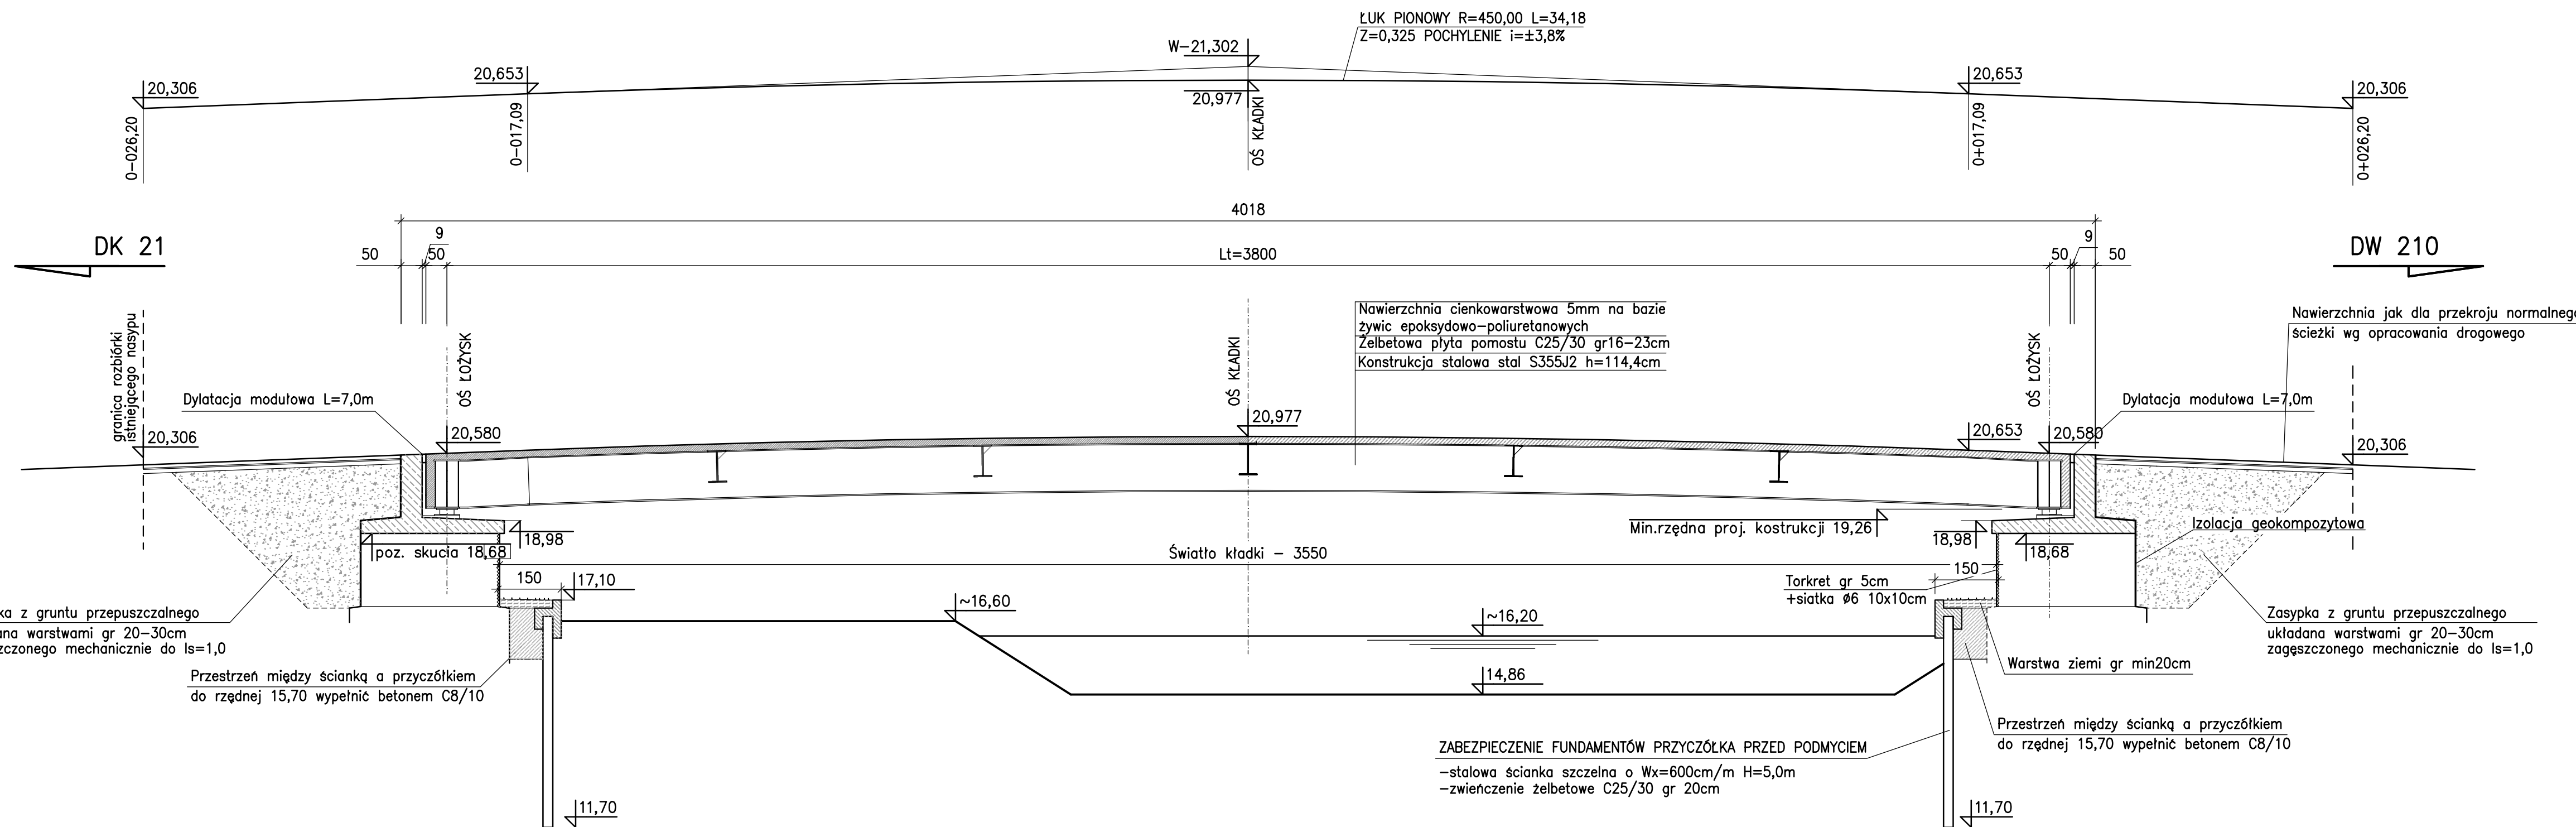 ŁUK PIONOWY R=450,00 L=34,18
Z=0,325 POCHYLENIE i=±3,8%
W-21,302
20,306
20,653
20,977
20,653
20,306
0-026,20
0-017,09
OŚ KŁADKI
0+017,09
0+026,20
4018
DK 21
DW 210
50
9
50
Lt=3800
50
9
50
granica rozbiórki
istniejącego nasypu
OŚ ŁOŻYSK
OŚ KŁADKI
OŚ ŁOŻYSK
Nawierzchnia cienkowarstwowa 5mm na bazie
żywic epoksydowo-poliuretanowych
Żelbetowa płyta pomostu C25/30 gr16-23cm
Konstrukcja stalowa stal S355J2 h=114,4cm
Nawierzchnia jak dla przekroju normalnego
ścieżki wg opracowania drogowego
Dylatacja modułowa L=7,0m
Dylatacja modułowa L=7,0m
20,306
20,580
20,977
20,653
20,580
20,306
18,98
poz. skucia 18,68
Min.rzędna proj. kostrukcji 19,26
18,98
18,68
Izolacja geokompozytowa
Światło kładki - 3550
150
17,10
150
Torkret gr 5cm
+siatka Ø6 10x10cm
~16,60
~16,20
14,86
ka z gruntu przepuszczalnego
ana warstwami gr 20-30cm
zczonego mechanicznie do Is=1,0
Zasypka z gruntu przepuszczalnego
układana warstwami gr 20-30cm
zagęszczonego mechanicznie do Is=1,0
Przestrzeń między ścianką a przyczółkiem
do rzędnej 15,70 wypełnić betonem C8/10
Warstwa ziemi gr min20cm
Przestrzeń między ścianką a przyczółkiem
do rzędnej 15,70 wypełnić betonem C8/10
ZABEZPIECZENIE FUNDAMENTÓW PRZYCZÓŁKA PRZED PODMYCIEM
-stalowa ścianka szczelna o Wx=600cm/m H=5,0m
-zwieńczenie żelbetowe C25/30 gr 20cm
11,70
11,70